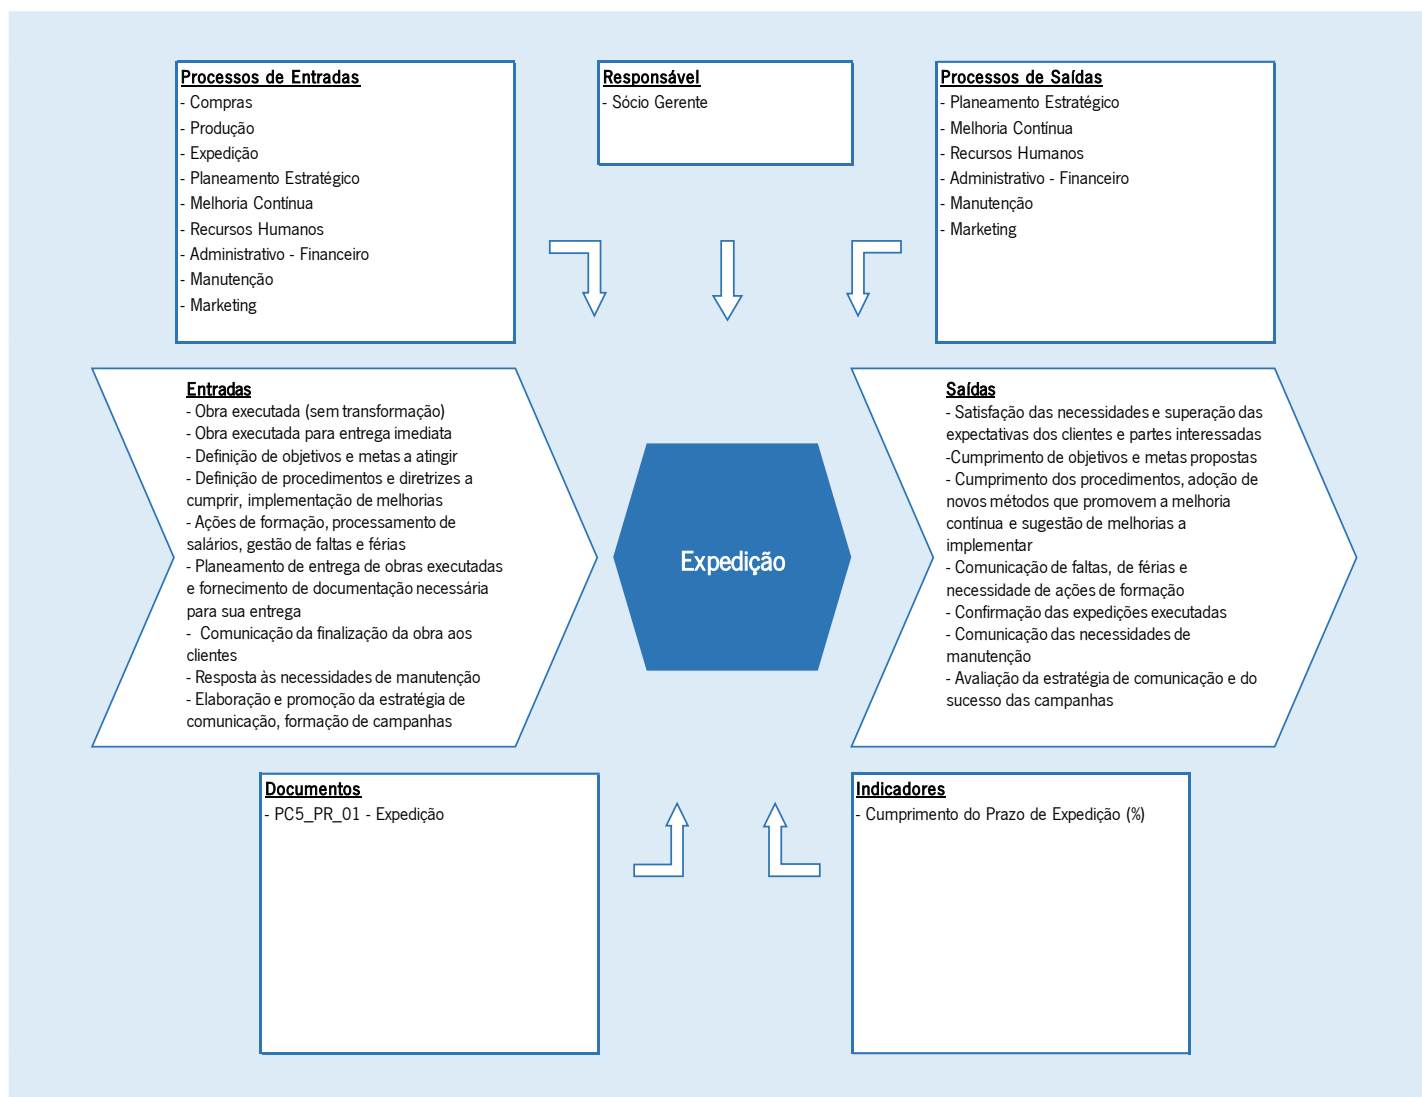 Processos de Entradas
- Compras
- Produção
- Expedição
- Planeamento Estratégico
- Melhoria Contínua
- Recursos Humanos
- Administrativo - Financeiro
- Manutenção
- Marketing
Responsável
- Sócio Gerente
Processos de Saídas
- Planeamento Estratégico
- Melhoria Contínua
- Recursos Humanos
- Administrativo - Financeiro
- Manutenção
- Marketing
Entradas
- Obra executada (sem transformação)
- Obra executada para entrega imediata
- Definição de objetivos e metas a atingir
- Definição de procedimentos e diretrizes a
cumprir, implementação de melhorias
- Ações de formação, processamento de
salários, gestão de faltas e férias
- Planeamento de entrega de obras executadas
e fornecimento de documentação necessária
para sua entrega
-  Comunicação da finalização da obra aos
clientes
- Resposta às necessidades de manutenção
- Elaboração e promoção da estratégia de
comunicação, formação de campanhas
Expedição
Saídas
- Satisfação das necessidades e superação das
expectativas dos clientes e partes interessadas
-Cumprimento de objetivos e metas propostas
- Cumprimento dos procedimentos, adoção de
novos métodos que promovem a melhoria
contínua e sugestão de melhorias a
implementar
- Comunicação de faltas, de férias e
necessidade de ações de formação
- Confirmação das expedições executadas
- Comunicação das necessidades de
manutenção
- Avaliação da estratégia de comunicação e do
sucesso das campanhas
Documentos
- PC5_PR_01 - Expedição
Indicadores
- Cumprimento do Prazo de Expedição (%)